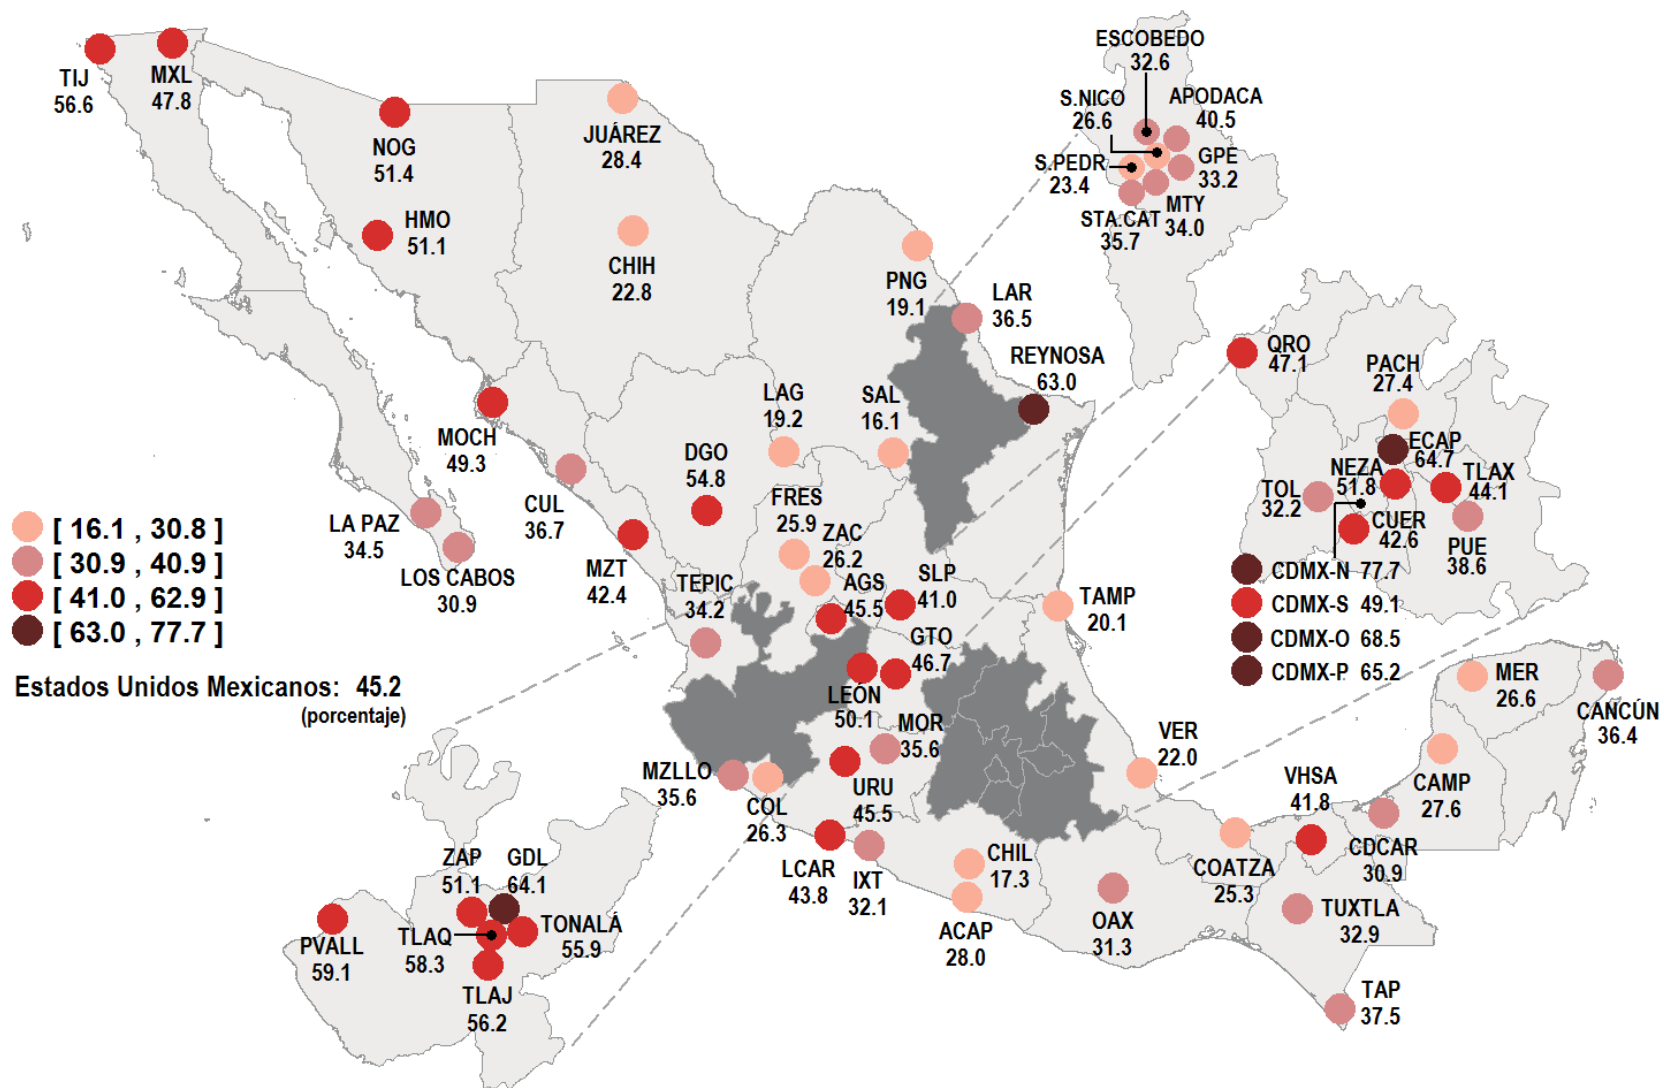 TIJ
56.6
MXL
47.8
NOG
51.4
HMO
51.1
JUÁREZ
28.4
CHIH
22.8
ESCOBEDO
32.6
S.NICO
26.6
APODACA
40.5
S.PEDR
23.4
GPE
33.2
STA.CAT
35.7
MTY
34.0
PNG
19.1
LAR
36.5
REYNOSA
63.0
MOCH
49.3
CUL
36.7
LAG
19.2
SAL
16.1
DGO
54.8
FRES
25.9
ZAC
26.2
MZT
42.4
TEPIC
34.2
AGS
45.5
SLP
41.0
GTO
46.7
LEÓN
50.1
LA PAZ
34.5
LOS CABOS
30.9
[ 16.1 , 30.8 ]
[ 30.9 , 40.9 ]
[ 41.0 , 62.9 ]
[ 63.0 , 77.7 ]
Estados Unidos Mexicanos: 45.2
(porcentaje)
QRO
47.1
PACH
27.4
ECAP
64.7
NEZA
51.8
TLAX
44.1
TOL
32.2
CUER
42.6
PUE
38.6
CDMX-N 77.7
CDMX-S 49.1
CDMX-O 68.5
CDMX-P 65.2
TAMP
20.1
MOR
35.6
URU
45.5
MZLLO
35.6
COL
26.3
LCAR
43.8
IXT
32.1
CHIL
17.3
ACAP
28.0
VER
22.0
OAX
31.3
COATZA
25.3
VHSA
41.8
CDCAR
30.9
CAMP
27.6
MER
26.6
CANCÚN
36.4
TUXTLA
32.9
TAP
37.5
ZAP
51.1
GDL
64.1
PVALL
59.1
TLAQ
58.3
TONALÁ
55.9
TLAJ
56.2